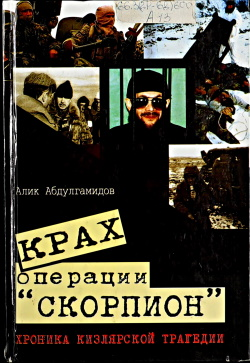 Алик Абдулгамидов
КРАХ
операции
"СКОРПИОН"
ХРОНИКА КИЗЛЯРСКОЙ ТРАГЕДИИ